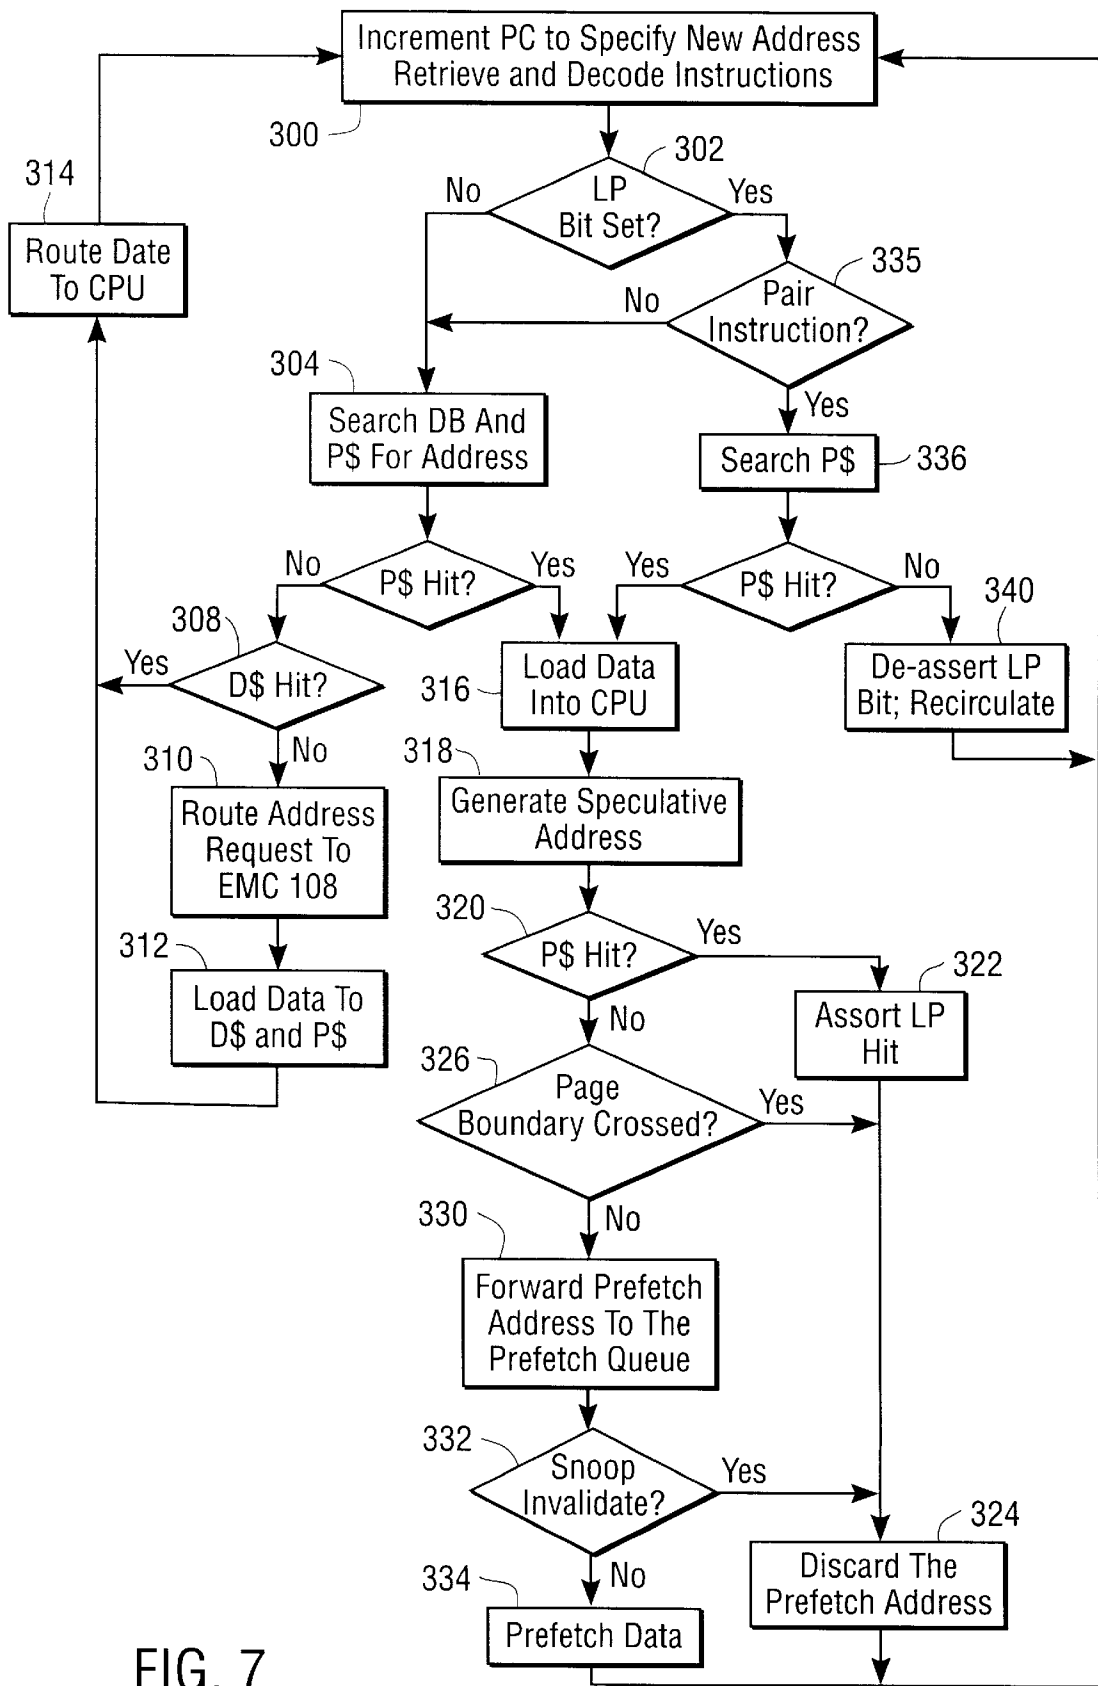 Increment PC to Specify New Address
Retrieve and Decode Instructions
300
302
LP
Bit Set?
No
Yes
314
Route Date
To CPU
335
Pair
Instruction?
No
Yes
304
Search DB And
P$ For Address
Search P$
336
P$ Hit?
No
Yes
P$ Hit?
Yes
No
308
D$ Hit?
Yes
No
316
Load Data
Into CPU
340
De-assert LP
Bit; Recirculate
310
Route Address
Request To
EMC 108
318
Generate Speculative
Address
312
Load Data To
D$ and P$
320
P$ Hit?
Yes
No
322
Assort LP
Hit
326
Page
Boundary Crossed?
Yes
No
330
Forward Prefetch
Address To The
Prefetch Queue
332
Snoop
Invalidate?
Yes
No
324
Discard The
Prefetch Address
334
Prefetch Data
FIG. 7